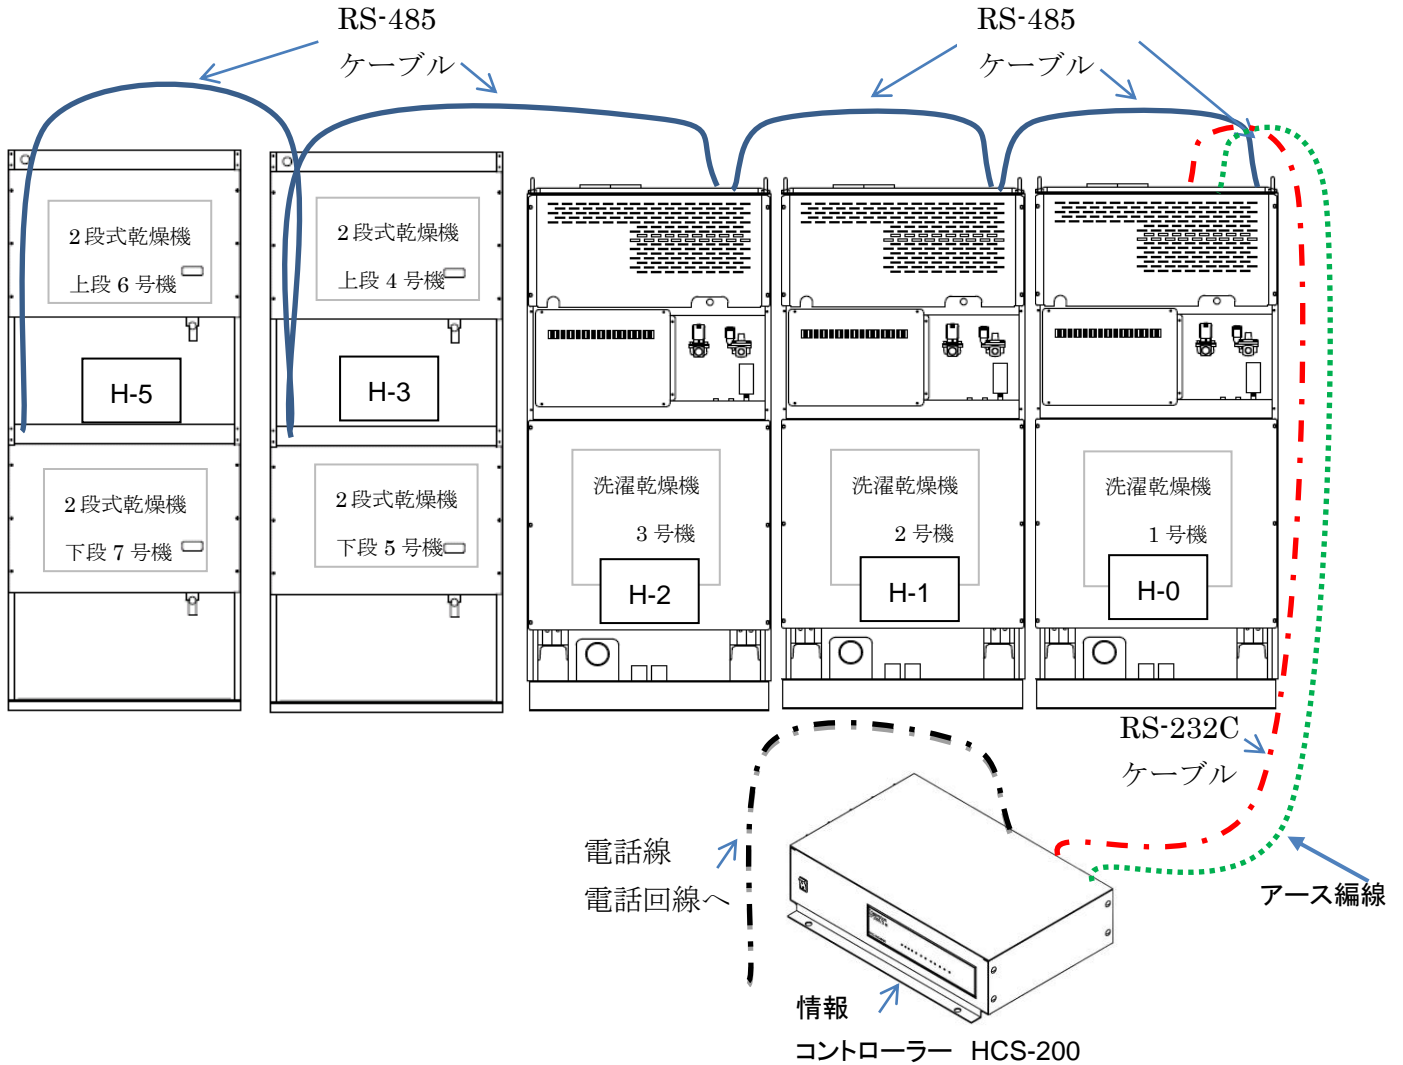 RS-485
ケーブル
RS-485
ケーブル
2段式乾燥機
上段 6 号機
2段式乾燥機
上段 4 号機
H-5
H-3
2段式乾燥機
下段 7 号機
2段式乾燥機
下段 5 号機
洗濯乾燥機
3 号機
H-2
洗濯乾燥機
2 号機
H-1
洗濯乾燥機
1 号機
H-0
RS-232C
ケーブル
電話線
電話回線へ
アース編線
情報
コントローラー HCS-200